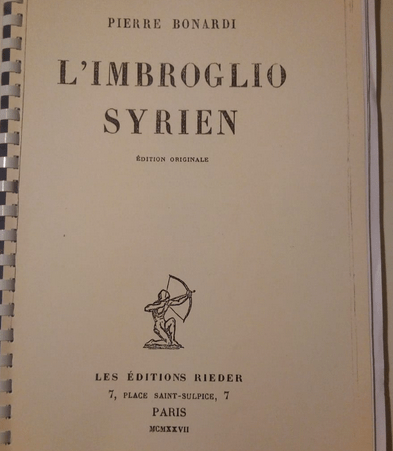 PIERRE BONARDI
L'IMBROGLIO
SYRIEN
ÉDITION ORIGINALE
LES ÉDITIONS RIEDER
7, PLACE SAINT-SULPICE, 7
PARIS
MCMXXVII